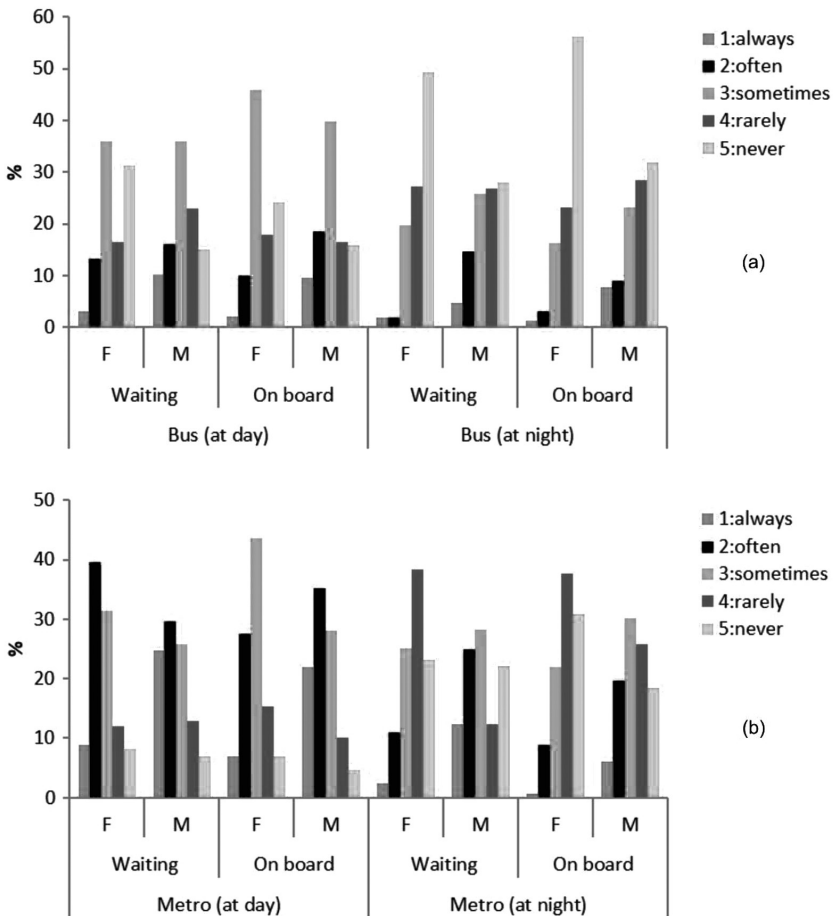 60
50
40
30
20
10
0
%
F M F M F M F M
Waiting On board Waiting On board
Bus (at day) Bus (at night)
1:always
2:often
3:sometimes
4:rarely
5:never
(a)
50
40
30
20
10
0
%
F M F M F M F M
Waiting On board Waiting On board
Metro (at day) Metro (at night)
1:always
2:often
3:sometimes
4:rarely
5:never
(b)